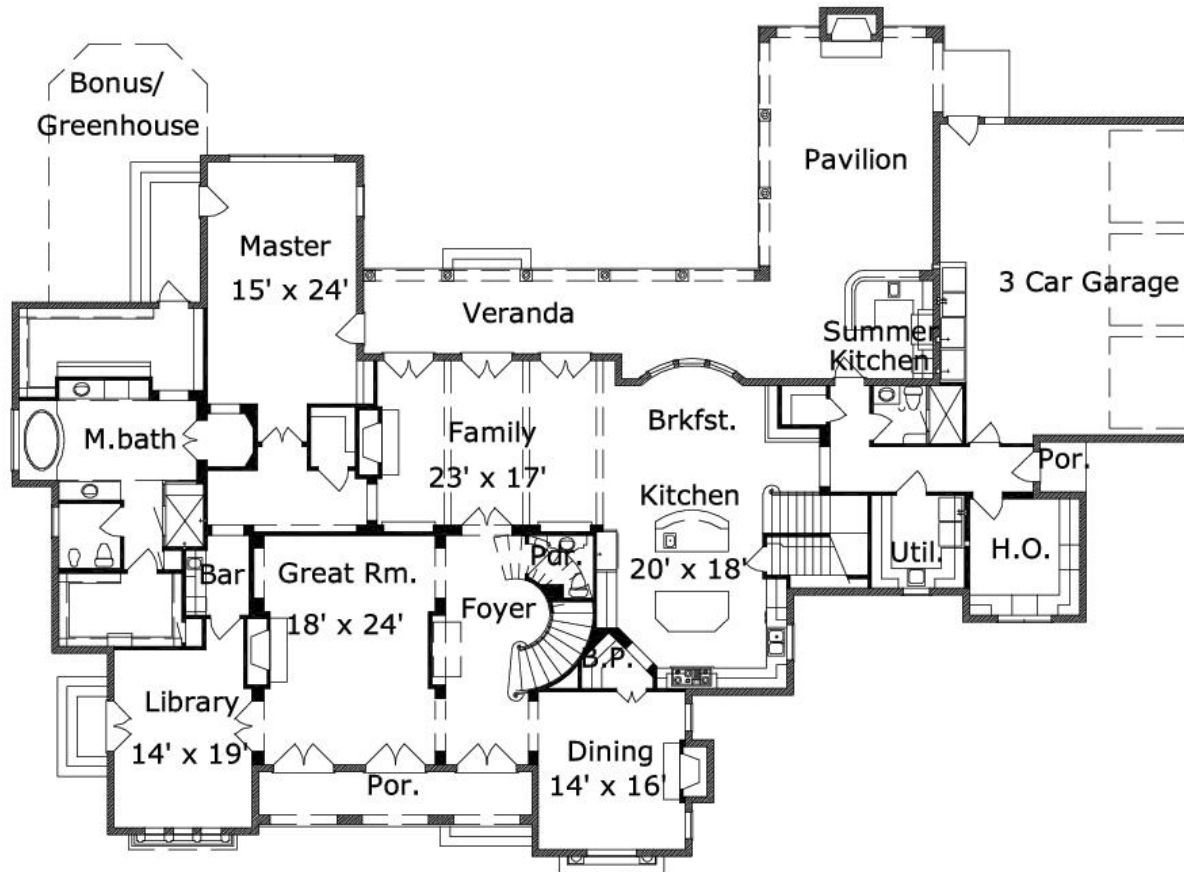 Bonus/
Greenhouse
Pavilion
Master
15' x 24'
3 Car Garage
Veranda
Summer
Kitchen
M.bath
Family
23' x 17'
Brkfst.
Por.
Kitchen
20' x 18'
Bar
Great Rm.
18' x 24'
Pdr.
Foyer
Util.
H.O.
B.P.
Library
14' x 19'
Dining
14' x 16'
Por.